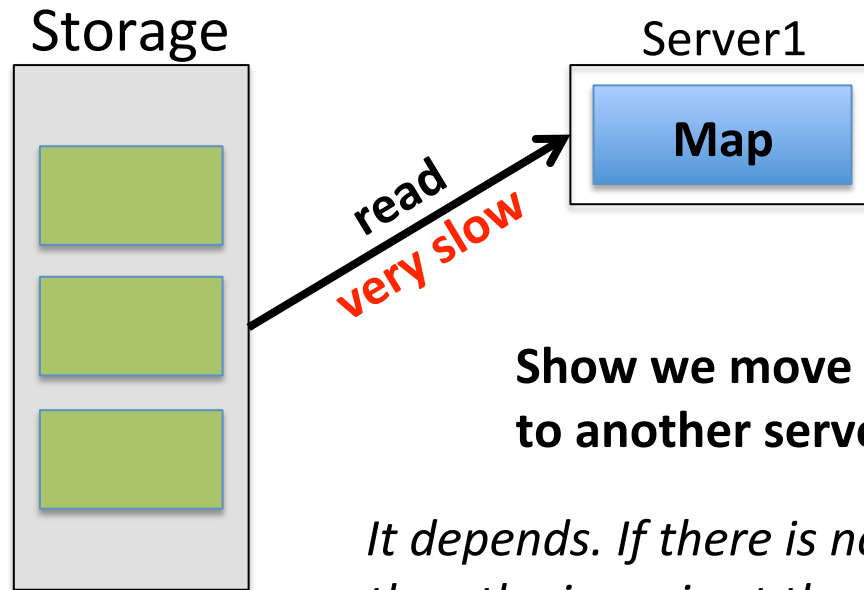 Storage
Server1
Map
read
very slow
Show we move
to another serve
It depends. If there is no